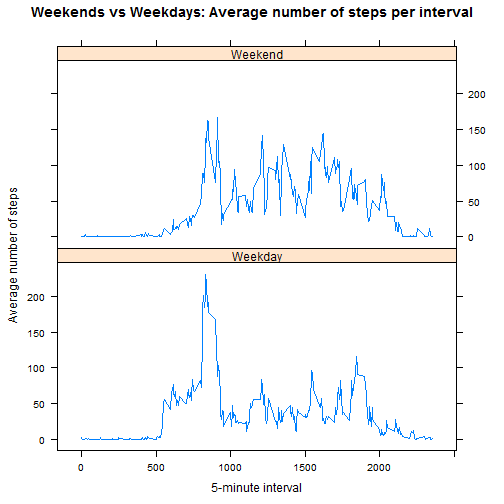 Weekends vs Weekdays: Average number of steps per interval
Weekend
200
150
100
50
0
Weekday
200
150
100
50
0
0 500 1000 1500 2000
5-minute interval
Average number of steps